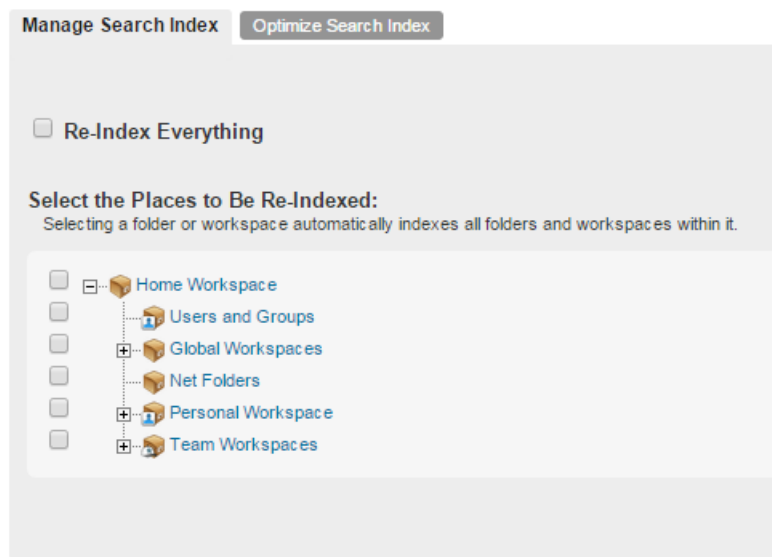 Manage Search Index
Optimize Search Index
Re-Index Everything
Select the Places to Be Re-Indexed:
Selecting a folder or workspace automatically indexes all folders and workspaces within it.
Home Workspace
Users and Groups
Global Workspaces
Net Folders
Personal Workspace
Team Workspaces